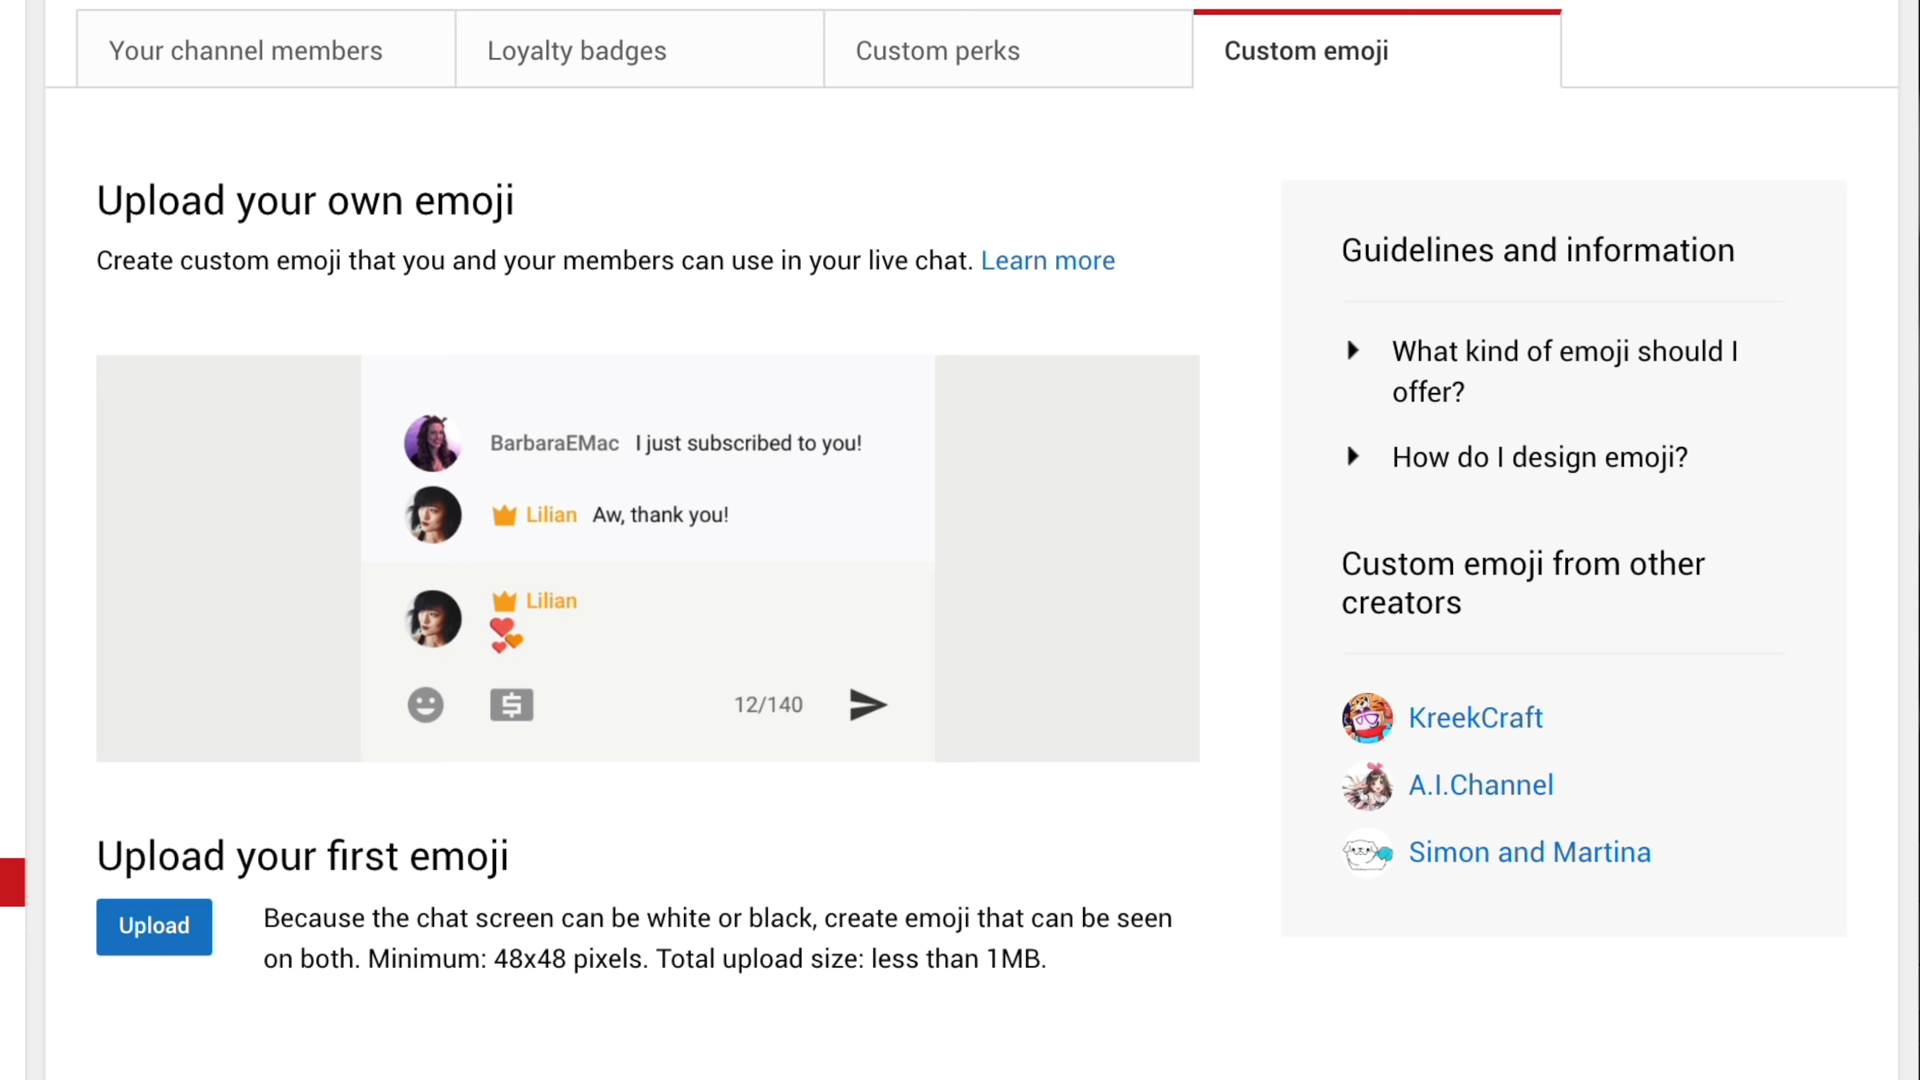 Your channel members
Loyalty badges
Custom perks
Custom emoji
Upload your own emoji
Create custom emoji that you and your members can use in your live chat. Learn more
BarbaraEMac I just subscribed to you!
Lilian Aw, thank you!
Lilian
12/140
Upload your first emoji
Upload
Because the chat screen can be white or black, create emoji that can be seen
on both. Minimum: 48x48 pixels. Total upload size: less than 1MB.
Guidelines and information
What kind of emoji should I
offer?
How do I design emoji?
Custom emoji from other
creators
KreekCraft
A.I.Channel
Simon and Martina